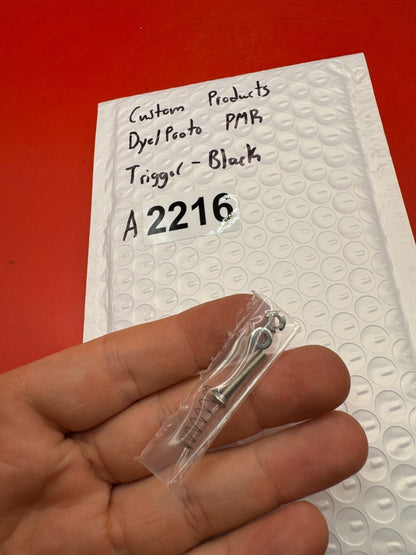 Custom Products
Dye/Proto PMR
Trigger - Black
A 2216